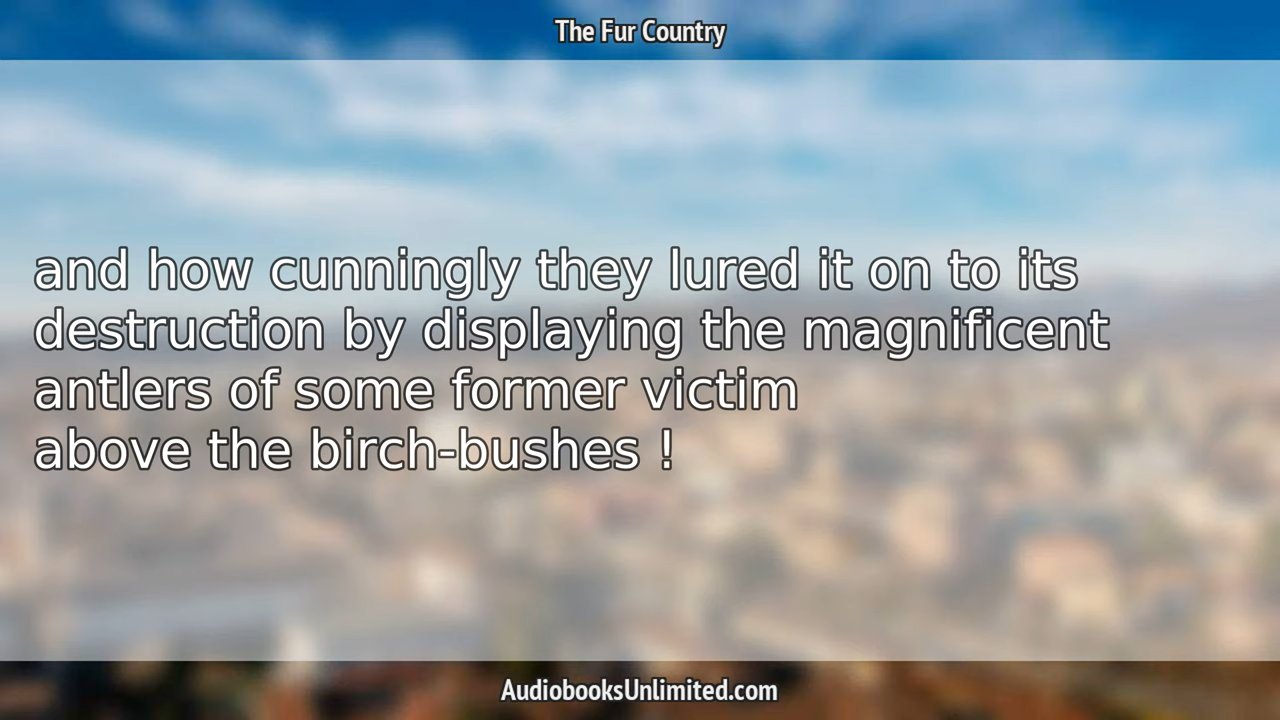 The Fur Country
and how cunningly they lured it on to its
destruction by displaying the magnificent
antlers of some former victim
above the birch-bushes !
AudiobooksUnlimited.com